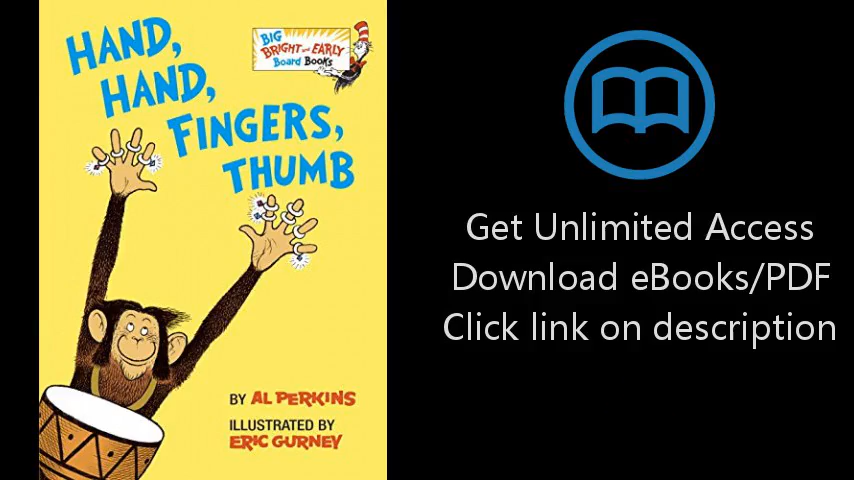 HAND,
HAND,
FINGERS,
THUMB
BIG
BRIGHT and EARLY
Board Books
BY AL PERKINS
ILLUSTRATED BY
ERIC GURNEY
Get Unlimited Access
Download eBooks/PDF
Click link on description